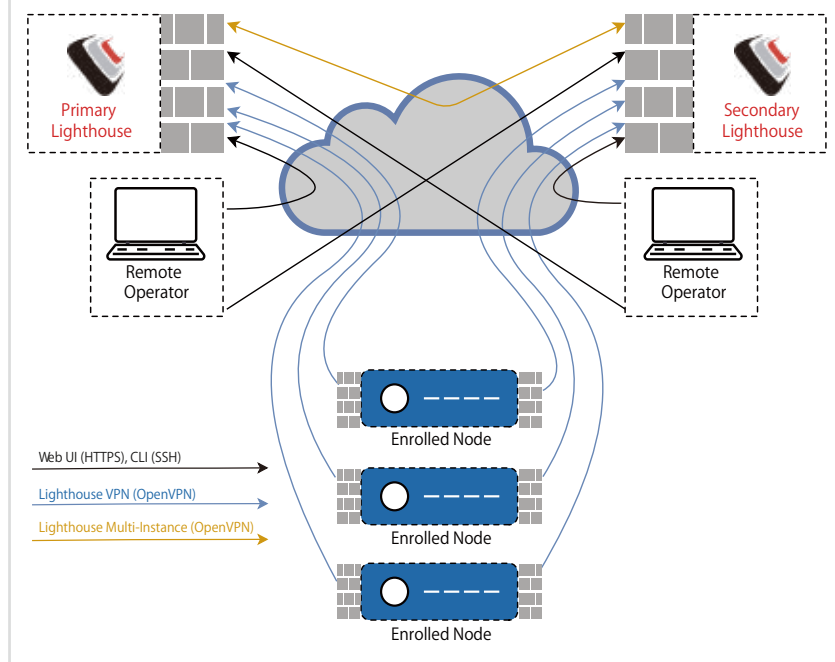 Primary
Lighthouse
Secondary
Lighthouse
Remote
Operator
Remote
Operator
Enrolled Node
Web UI (HTTPS), CLI (SSH)
Lighthouse VPN (OpenVPN)
Lighthouse Multi-Instance (OpenVPN)
Enrolled Node
Enrolled Node